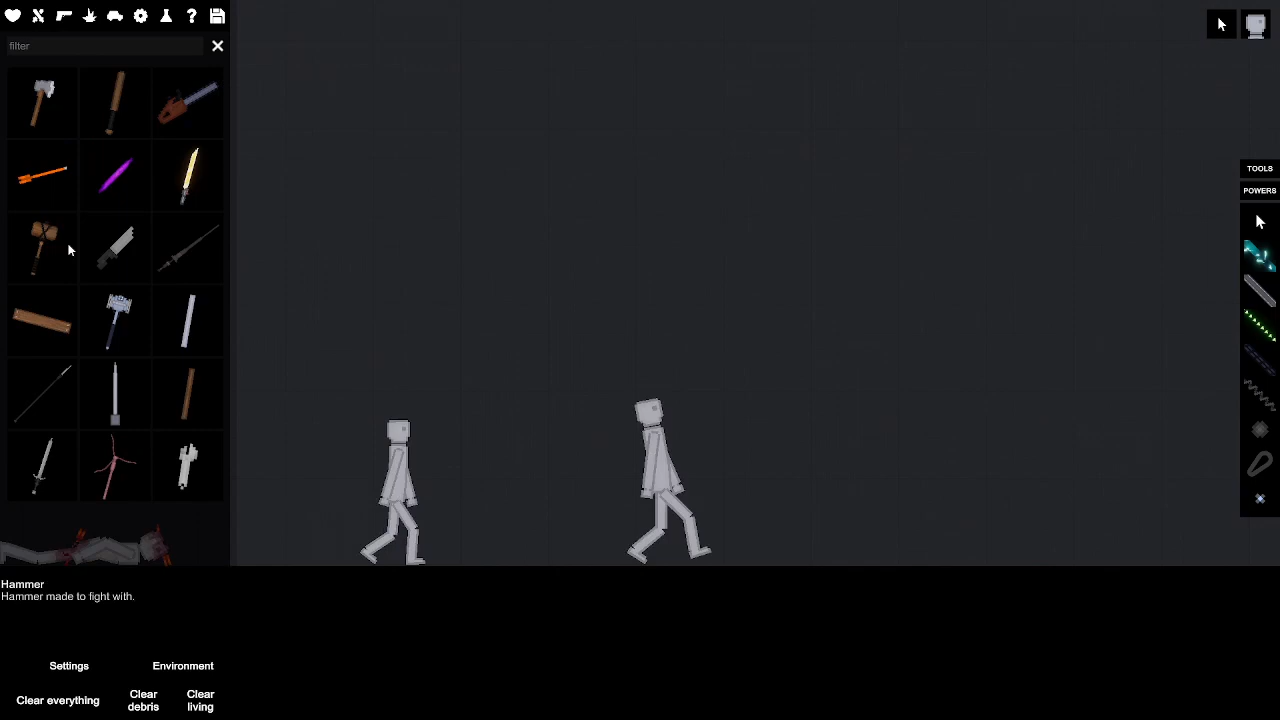 filter
TOOLS
POWERS
Hammer
Hammer made to fight with.
Settings
Environment
Clear everything
Clear
debris
Clear
living